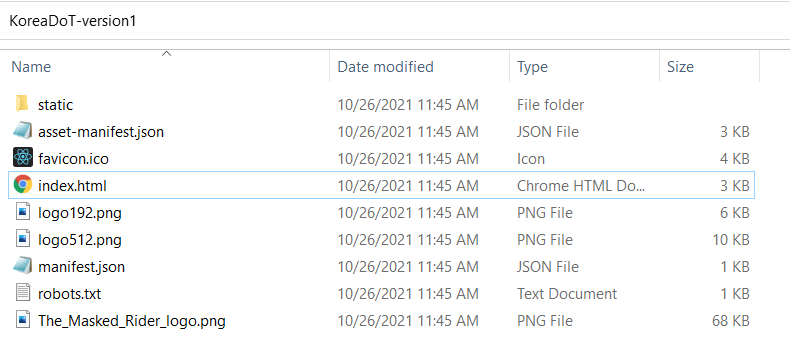 KoreaDoT-version1
Name Date modified Type Size
static 10/26/2021 11:45 AM File folder
asset-manifest.json 10/26/2021 11:45 AM JSON File 3 KB
favicon.ico 10/26/2021 11:45 AM Icon 4 KB
index.html 10/26/2021 11:45 AM Chrome HTML Do... 3 KB
logo192.png 10/26/2021 11:45 AM PNG File 6 KB
logo512.png 10/26/2021 11:45 AM PNG File 10 KB
manifest.json 10/26/2021 11:45 AM JSON File 1 KB
robots.txt 10/26/2021 11:45 AM Text Document 1 KB
The_Masked_Rider_logo.png 10/26/2021 11:45 AM PNG File 68 KB